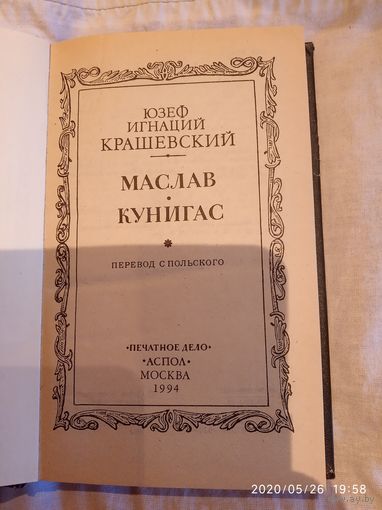 ЮЗЕФ
ИГНАЦИЙ
КРАШЕВСКИЙ
МАСЛАВ
•
КУНИГАС
*
ПЕРЕВОД С ПОЛЬСКОГО
•ПЕЧАТНОЕ ДЕЛО•
•АСПОЛ•
МОСКВА
1994
2020/05/26 19:58